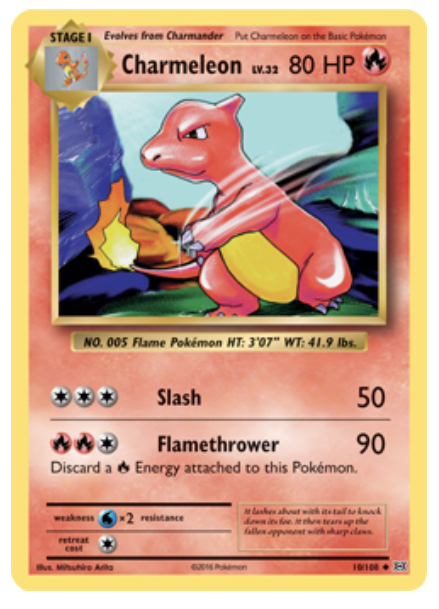 STAGE 1 Evolves from Charmander Put Charmeleon on the Basic Pokémon
Charmeleon LV.32 80 HP
NO. 005 Flame Pokémon HT: 3'07" WT: 41.9 lbs.
Slash 50
Flamethrower 90
Discard a Energy attached to this Pokémon.
weakness ×2 resistance
retreat
cost
It lashes about with its tail to knock
down its foe. It then tears up the
fallen opponent with sharp claws.
Illus. Mitsuhiro Arita ©2016 Pokémon 10/108